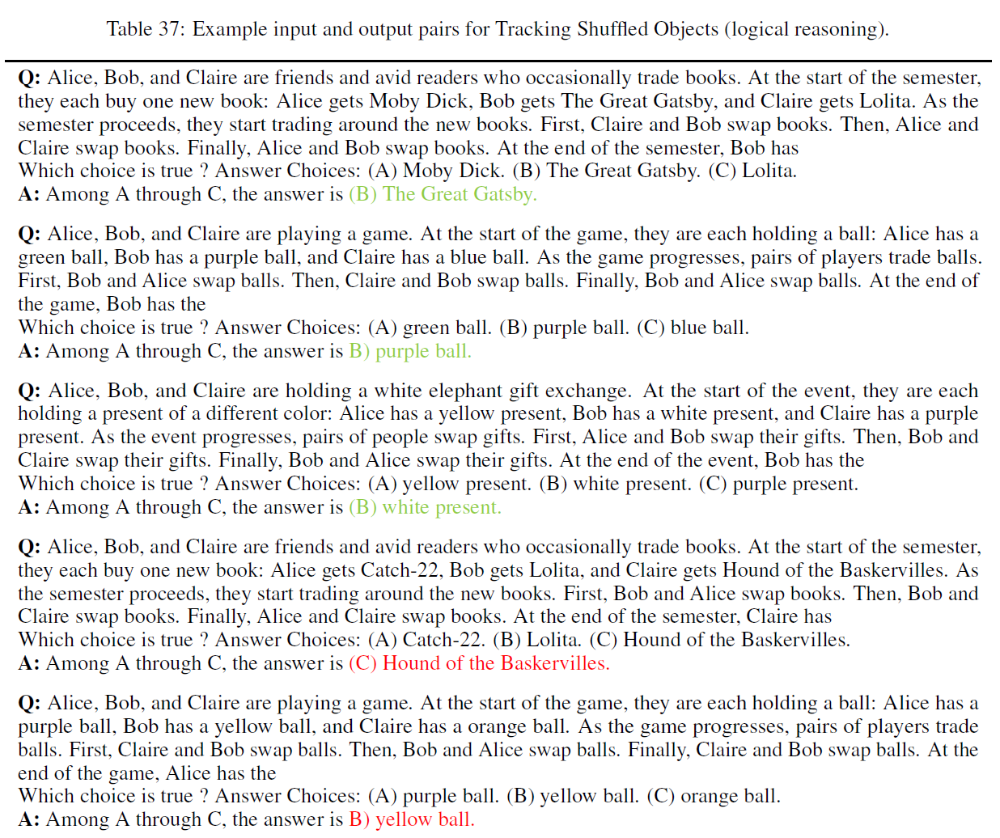 Table 37: Example input and output pairs for Tracking Shuffled Objects (logical reasoning).
Q: Alice, Bob, and Claire are friends and avid readers who occasionally trade books. At the start of the semester,
they each buy one new book: Alice gets Moby Dick, Bob gets The Great Gatsby, and Claire gets Lolita. As the
semester proceeds, they start trading around the new books. First, Claire and Bob swap books. Then, Alice and
Claire swap books. Finally, Alice and Bob swap books. At the end of the semester, Bob has
Which choice is true ? Answer Choices: (A) Moby Dick. (B) The Great Gatsby. (C) Lolita.
A: Among A through C, the answer is (B) The Great Gatsby.
Q: Alice, Bob, and Claire are playing a game. At the start of the game, they are each holding a ball: Alice has a
green ball, Bob has a purple ball, and Claire has a blue ball. As the game progresses, pairs of players trade balls.
First, Bob and Alice swap balls. Then, Claire and Bob swap balls. Finally, Bob and Alice swap balls. At the end of
the game, Bob has the
Which choice is true ? Answer Choices: (A) green ball. (B) purple ball. (C) blue ball.
A: Among A through C, the answer is B) purple ball.
Q: Alice, Bob, and Claire are holding a white elephant gift exchange. At the start of the event, they are each
holding a present of a different color: Alice has a yellow present, Bob has a white present, and Claire has a purple
present. As the event progresses, pairs of people swap gifts. First, Alice and Bob swap their gifts. Then, Bob and
Claire swap their gifts. Finally, Bob and Alice swap their gifts. At the end of the event, Bob has the
Which choice is true ? Answer Choices: (A) yellow present. (B) white present. (C) purple present.
A: Among A through C, the answer is (B) white present.
Q: Alice, Bob, and Claire are friends and avid readers who occasionally trade books. At the start of the semester,
they each buy one new book: Alice gets Catch-22, Bob gets Lolita, and Claire gets Hound of the Baskervilles. As
the semester proceeds, they start trading around the new books. First, Bob and Alice swap books. Then, Bob and
Claire swap books. Finally, Alice and Claire swap books. At the end of the semester, Claire has
Which choice is true ? Answer Choices: (A) Catch-22. (B) Lolita. (C) Hound of the Baskervilles.
A: Among A through C, the answer is (C) Hound of the Baskervilles.
Q: Alice, Bob, and Claire are playing a game. At the start of the game, they are each holding a ball: Alice has a
purple ball, Bob has a yellow ball, and Claire has a orange ball. As the game progresses, pairs of players trade
balls. First, Claire and Bob swap balls. Then, Bob and Alice swap balls. Finally, Claire and Bob swap balls. At the
end of the game, Alice has the
Which choice is true ? Answer Choices: (A) purple ball. (B) yellow ball. (C) orange ball.
A: Among A through C, the answer is B) yellow ball.